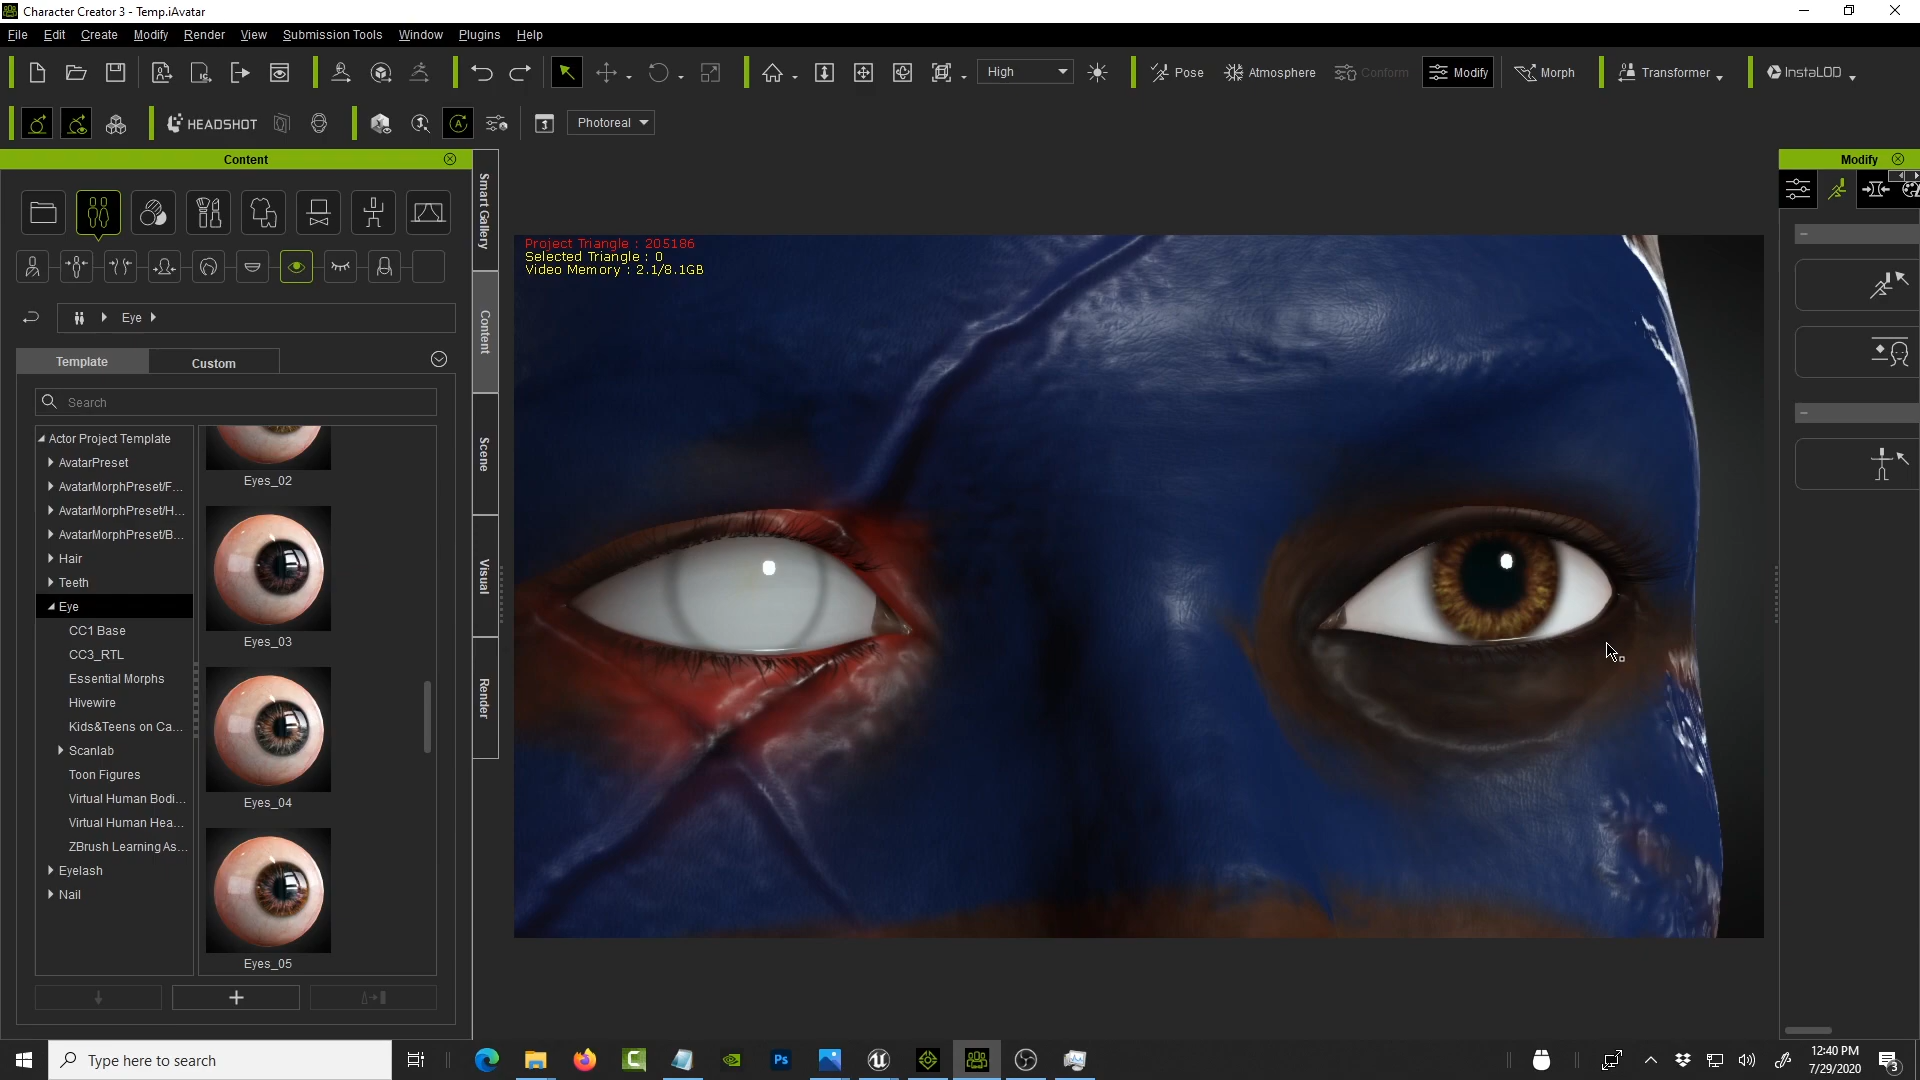 Character Creator 3 - Temp.iAvatar
File Edit Create Modify Render View Submission Tools Window Plugins Help
High Pose Atmosphere Conform Modify Morph Transformer InstaLOD
HEADSHOT Photoreal
Content
Modify
Smart Gallery
Content
Scene
Visual
Render
Project Triangle : 205186
Selected Triangle : 0
Video Memory : 2.1/8.1GB
Eye
Template
Custom
Search
Actor Project Template
AvatarPreset
AvatarMorphPreset/F...
AvatarMorphPreset/H...
AvatarMorphPreset/B...
Hair
Teeth
Eye
CC1 Base
CC3_RTL
Essential Morphs
Hivewire
Kids&Teens on Ca...
Scanlab
Toon Figures
Virtual Human Bodi...
Virtual Human Hea...
ZBrush Learning As...
Eyelash
Nail
Eyes_02
Eyes_03
Eyes_04
Eyes_05
Type here to search
Ps
12:40 PM
7/29/2020
3